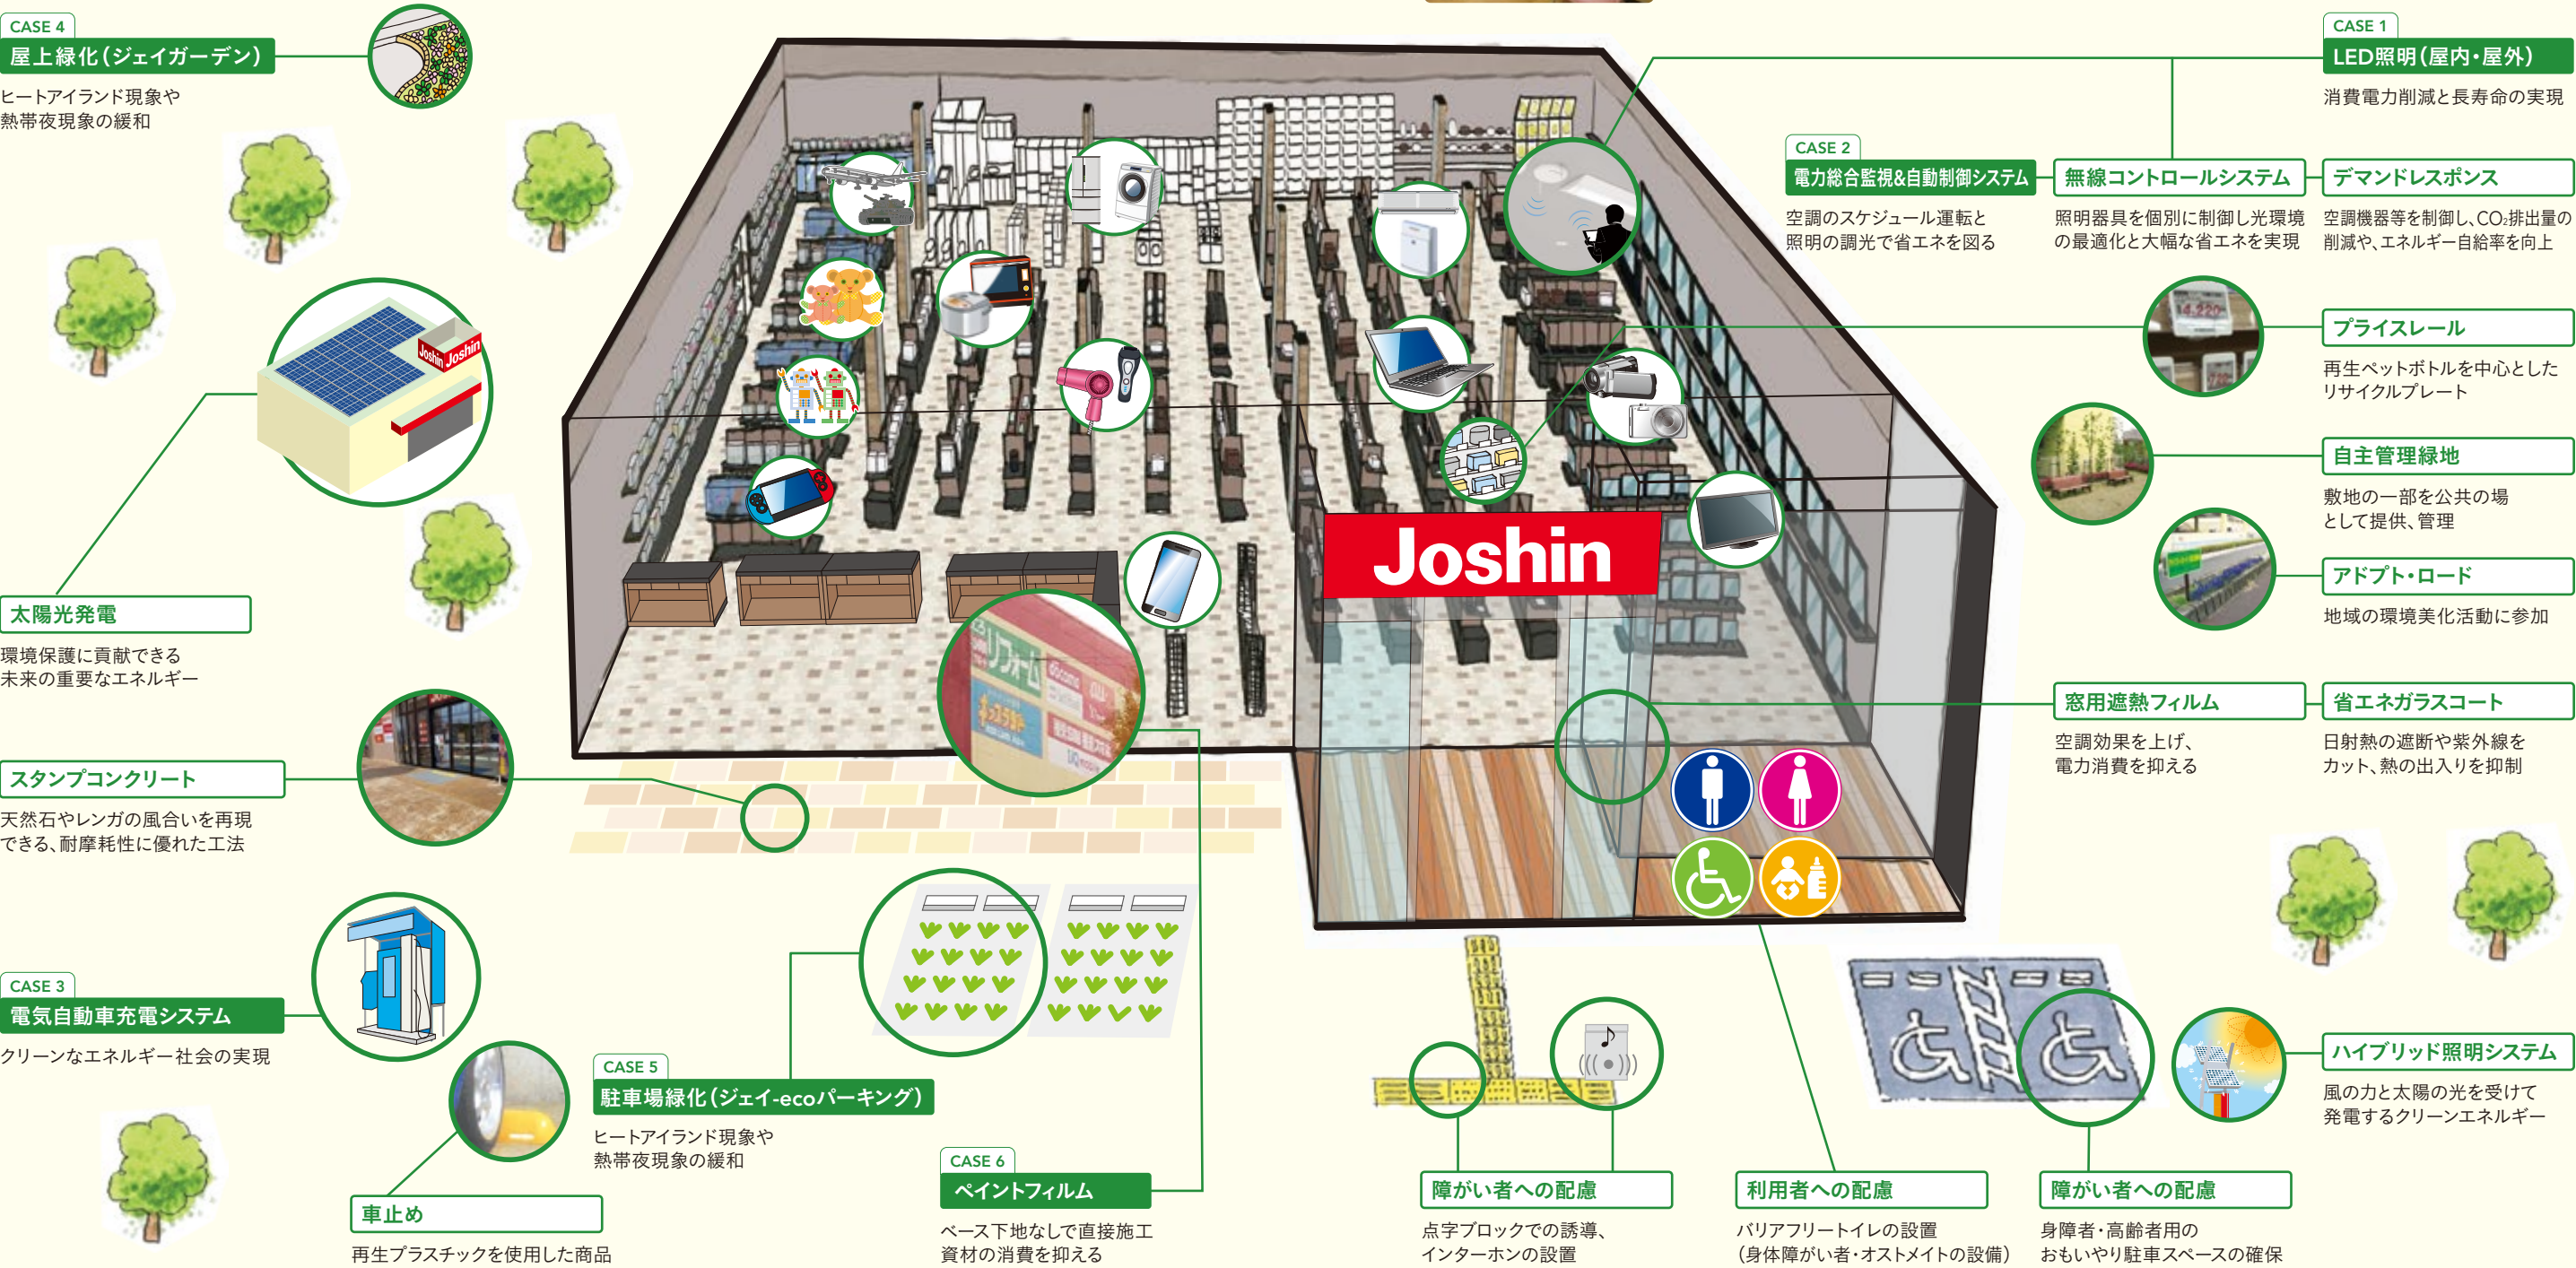 CASE 4
屋上緑化（ジェイガーデン）
ヒートアイランド現象や
熱帯夜現象の緩和
CASE 1
LED照明（屋内・屋外）
消費電力削減と長寿命の実現
CASE 2
電力総合監視&自動制御システム
空調のスケジュール運転と
照明の調光で省エネを図る
無線コントロールシステム
照明器具を個別に制御し光環境
の最適化と大幅な省エネを実現
デマンドレスポンス
空調機器等を制御し、CO₂排出量の
削減や、エネルギー自給率を向上
プライスレール
再生ペットボトルを中心とした
リサイクルプレート
自主管理緑地
敷地の一部を公共の場
として提供、管理
アドプト・ロード
地域の環境美化活動に参加
窓用遮熱フィルム
空調効果を上げ、
電力消費を抑える
省エネガラスコート
日射熱の遮断や紫外線を
カット、熱の出入りを抑制
Joshin
Joshin
太陽光発電
環境保護に貢献できる
未来の重要なエネルギー
Joshin
リフォーム
docomo
au
スタンプコンクリート
天然石やレンガの風合いを再現
できる、耐摩耗性に優れた工法
CASE 3
電気自動車充電システム
クリーンなエネルギー社会の実現
車止め
再生プラスチックを使用した商品
CASE 5
駐車場緑化（ジェイ-ecoパーキング）
ヒートアイランド現象や
熱帯夜現象の緩和
CASE 6
ペイントフィルム
ベース下地なしで直接施工
資材の消費を抑える
障がい者への配慮
点字ブロックでの誘導、
インターホンの設置
利用者への配慮
バリアフリートイレの設置
（身体障がい者・オストメイトの設備）
障がい者への配慮
身障者・高齢者用の
おもいやり駐車スペースの確保
ハイブリッド照明システム
風の力と太陽の光を受けて
発電するクリーンエネルギー